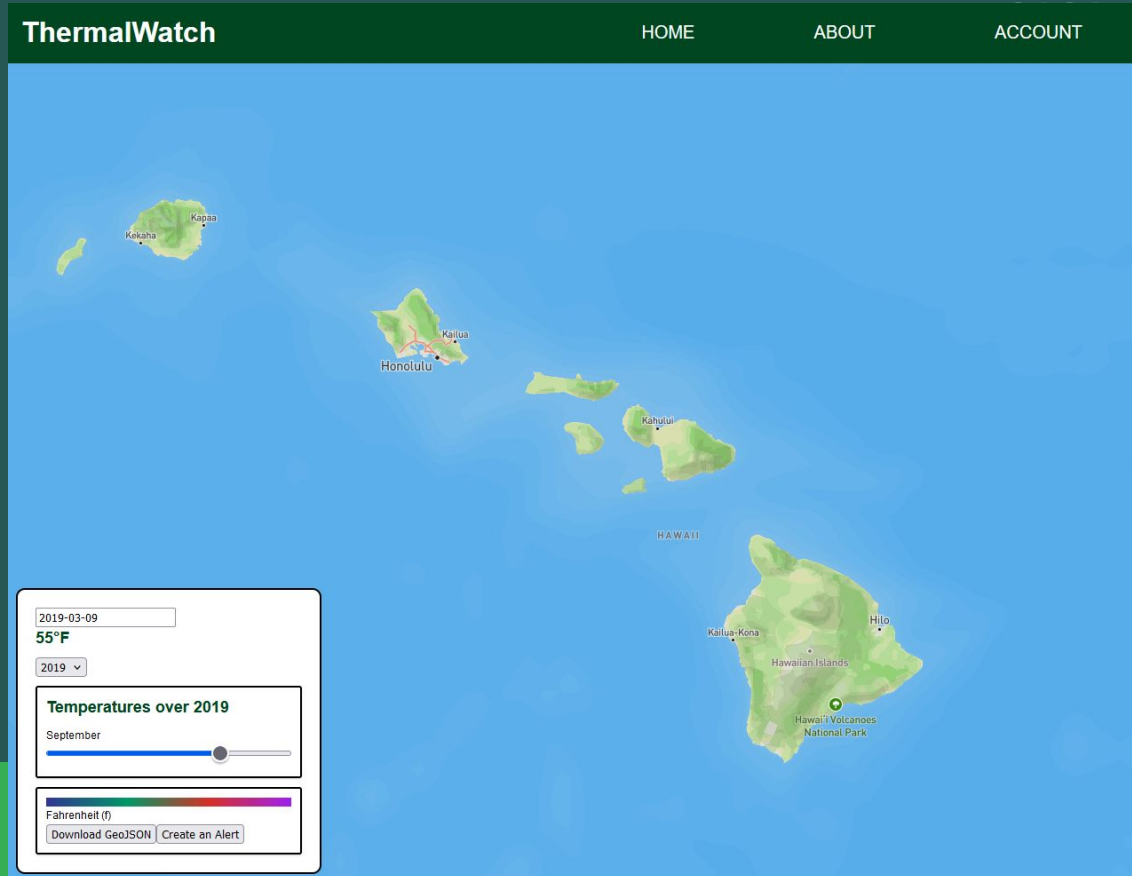 ThermalWatch
HOME
ABOUT
ACCOUNT
Kapaa
Kekaha
Kailua
Honolulu
Kahului
HAWAII
Hilo
Kailua-Kona
Hawaiian Islands
Hawai'i Volcanoes
National Park
2019-03-09
55°F
2019
Temperatures over 2019
September
Fahrenheit (f)
Download GeoJSON
Create an Alert